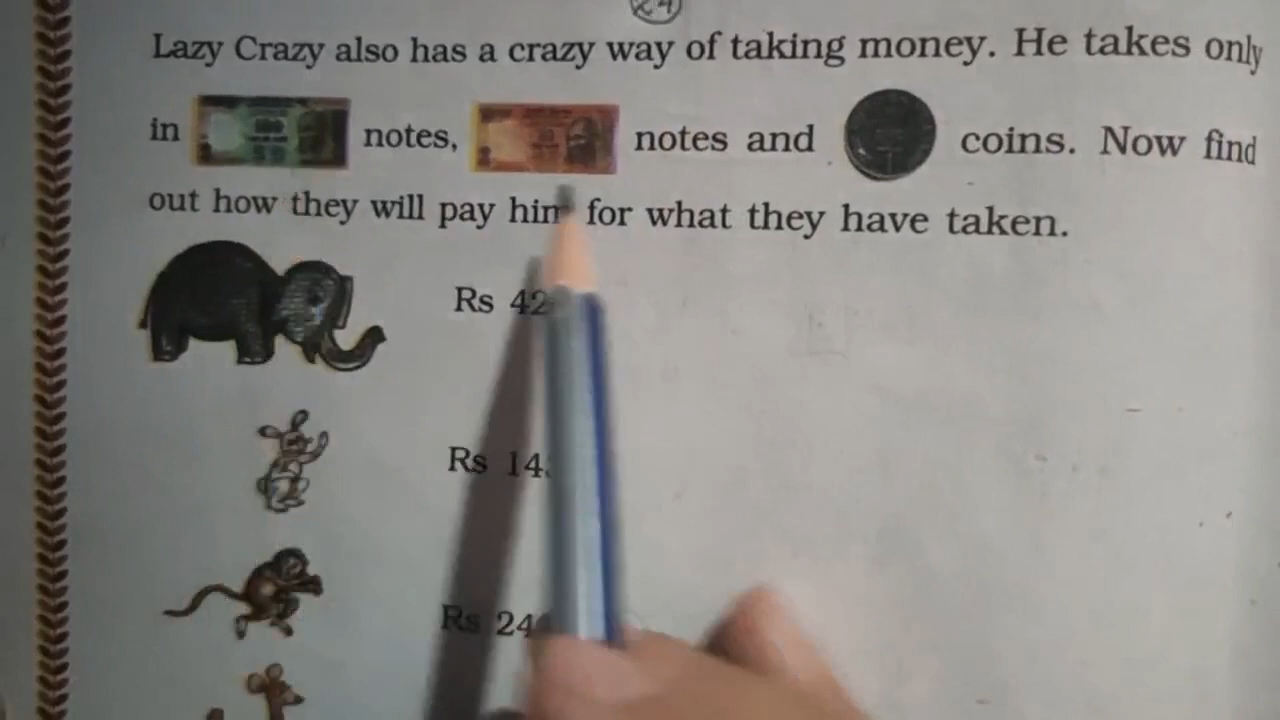 Lazy Crazy also has a crazy way of taking money. He takes only
in notes, notes and coins. Now find
out how they will pay him for what they have taken.
Rs 42
Rs 14
Rs 24